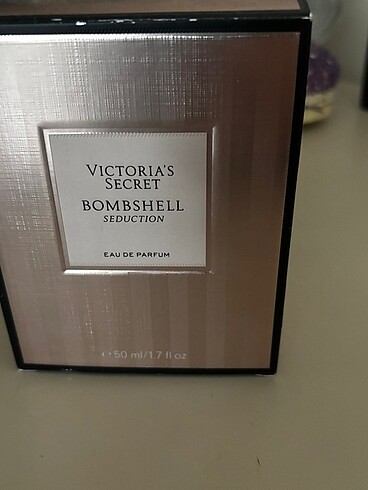 VICTORIA'S
SECRET
BOMBSHELL
SEDUCTION
EAU DE PARFUM
℮ 50 ml/1.7 fl oz